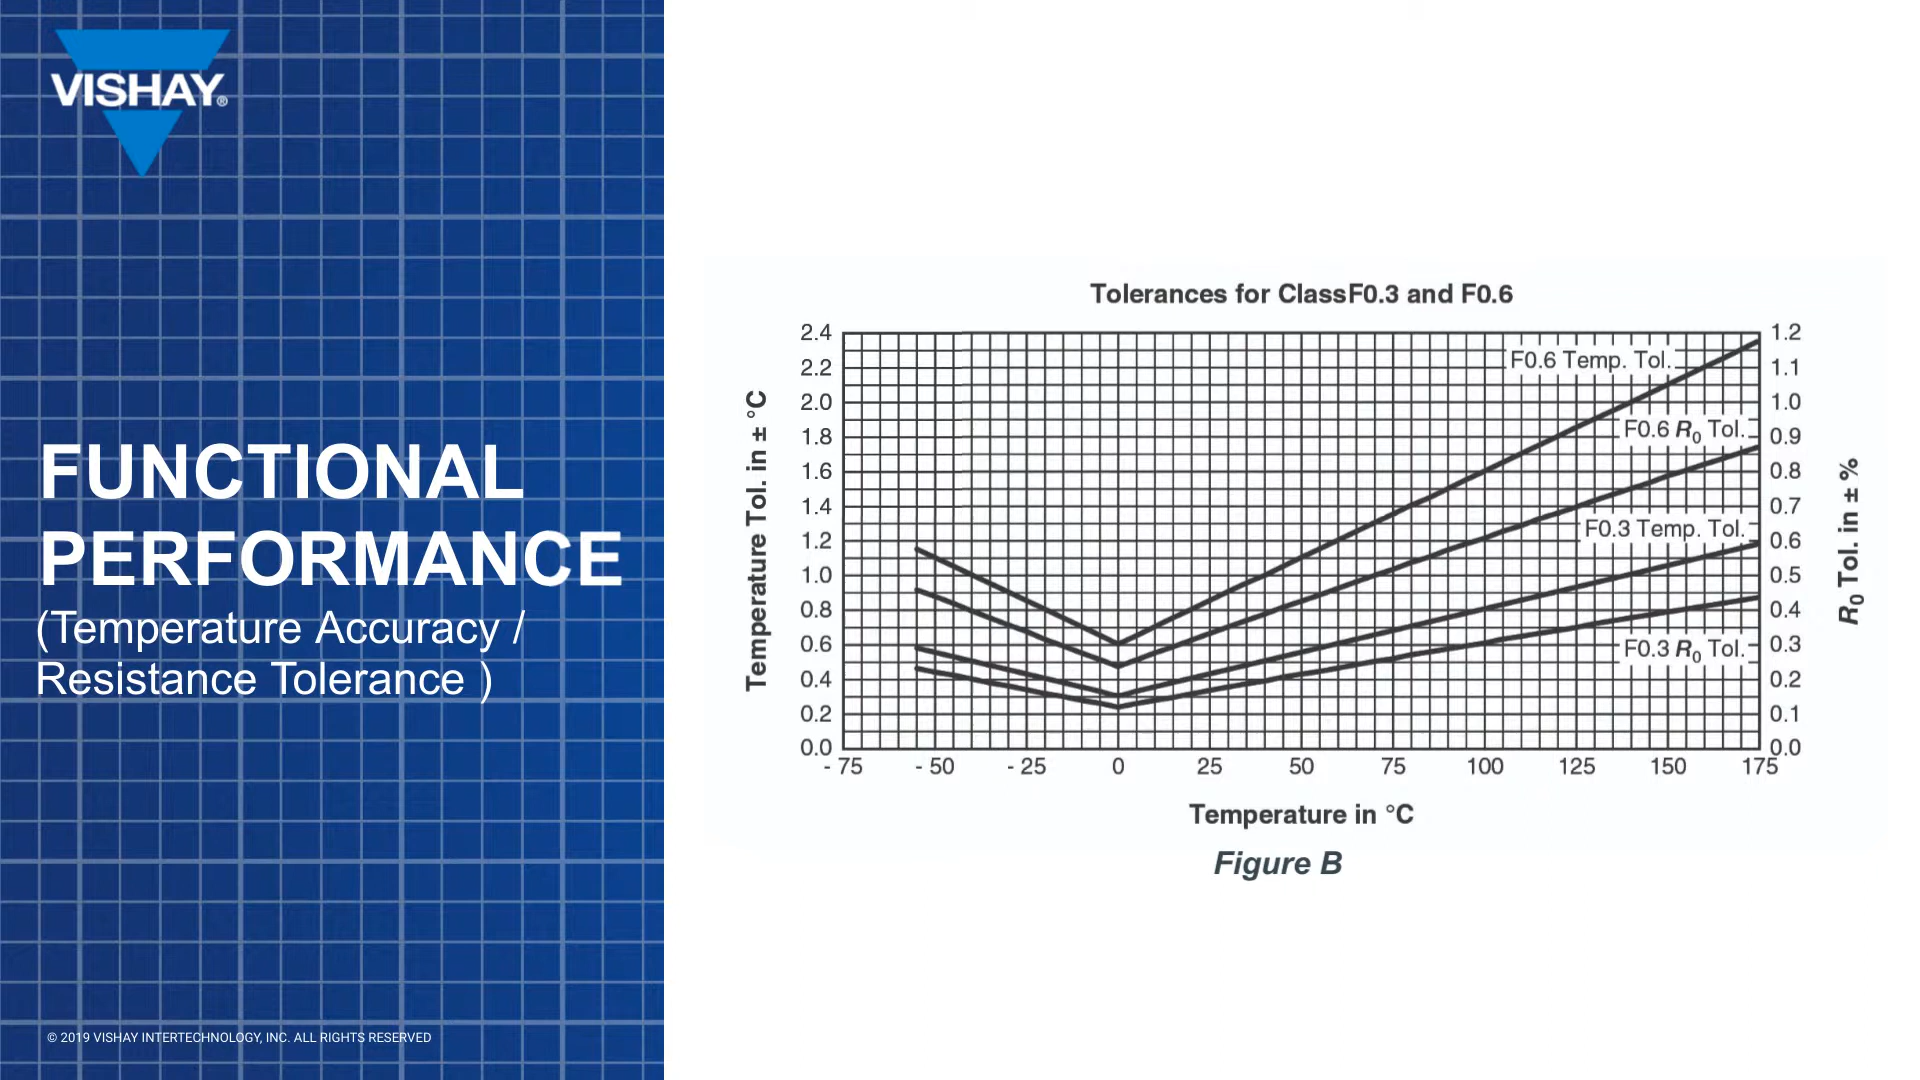 VISHAY®
FUNCTIONAL
PERFORMANCE
(Temperature Accuracy /
Resistance Tolerance )
© 2019 VISHAY INTERTECHNOLOGY, INC. ALL RIGHTS RESERVED
Tolerances for ClassF0.3 and F0.6
Temperature Tol. in ± °C
2.4
2.2
2.0
1.8
1.6
1.4
1.2
1.0
0.8
0.6
0.4
0.2
0.0
F0.6 Temp. Tol.
F0.6 R0 Tol.
F0.3 Temp. Tol.
F0.3 R0 Tol.
1.2
1.1
1.0
0.9
0.8
0.7
0.6
0.5
0.4
0.3
0.2
0.1
0.0
R0 Tol. in ± %
- 75 - 50 - 25 0 25 50 75 100 125 150 175
Temperature in °C
Figure B